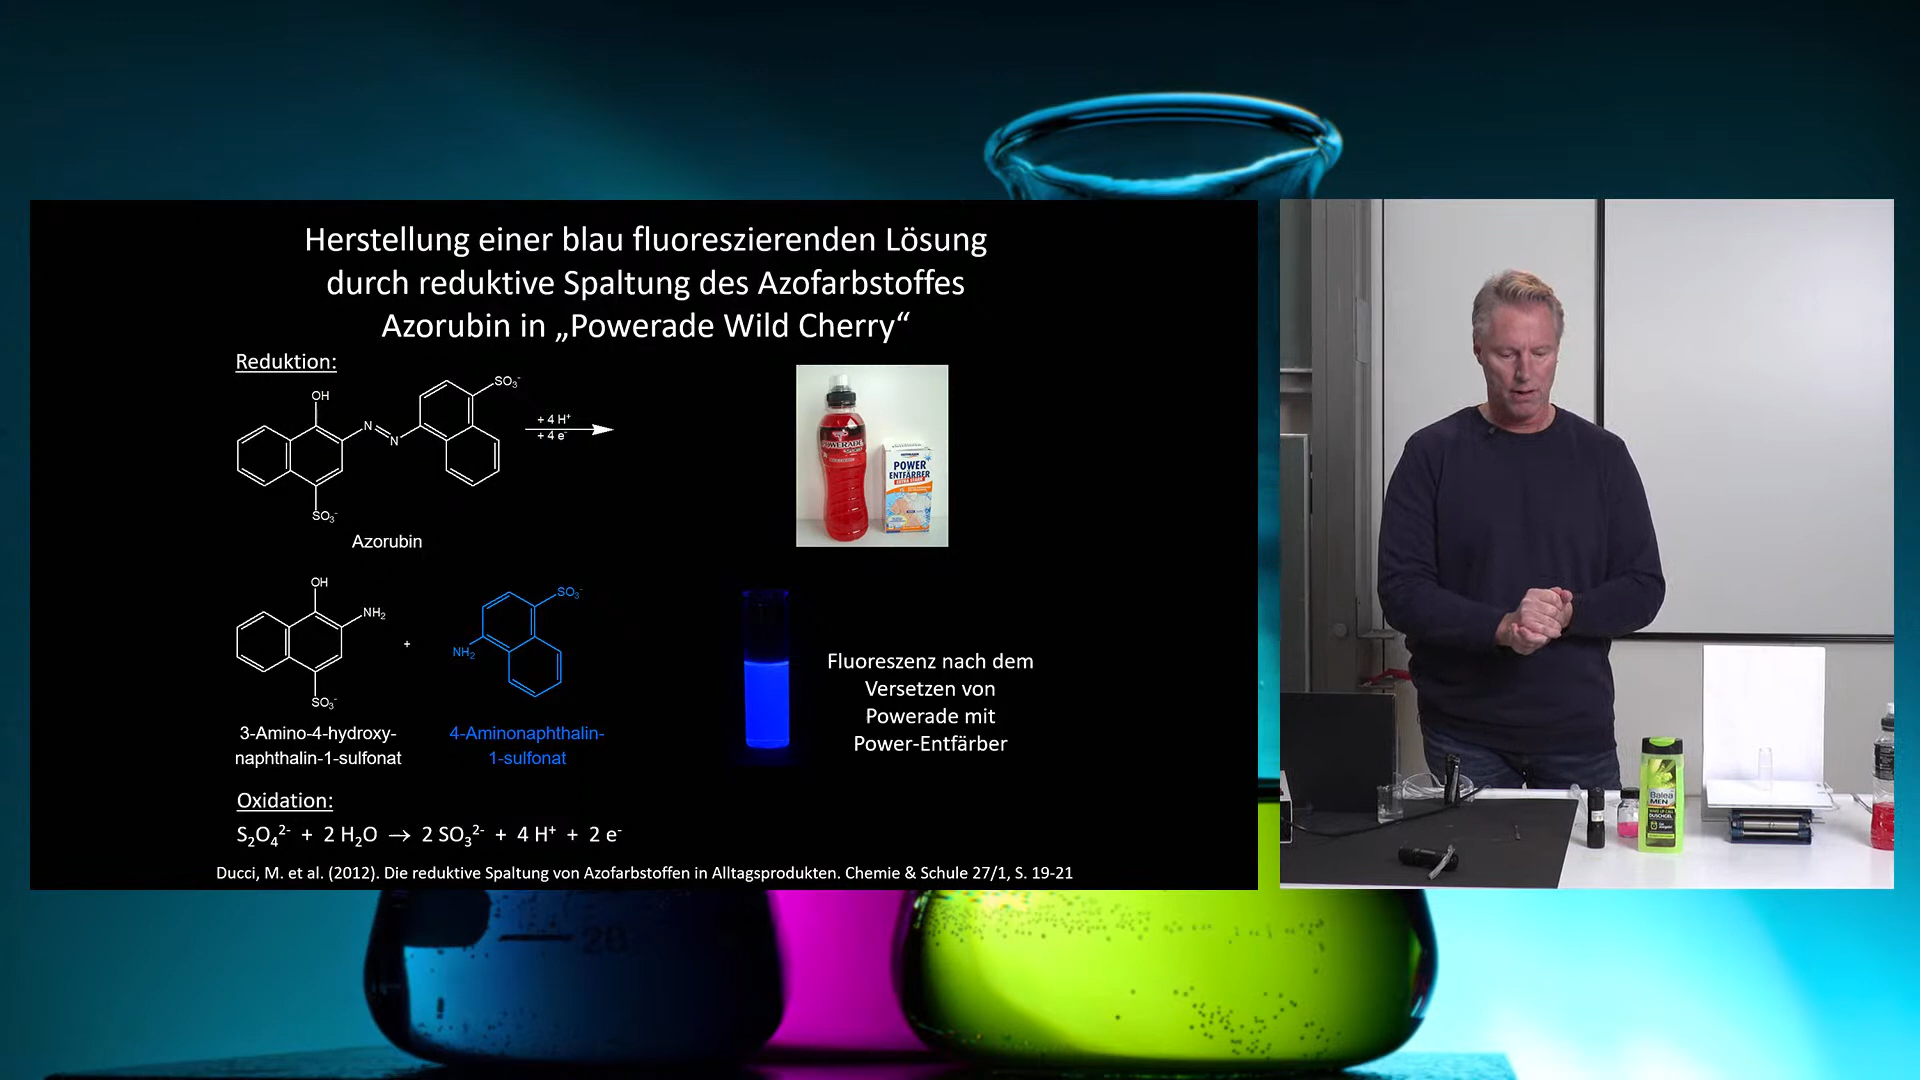 Herstellung einer blau fluoreszierenden Lösung
durch reduktive Spaltung des Azofarbstoffes
Azorubin in „Powerade Wild Cherry“
Reduktion:
OH
N
N
SO₃⁻
SO₃⁻
+ 4 H⁺
+ 4 e⁻
Azorubin
POWERADE
POWER
ENTFÄRBER
OH
NH₂
SO₃⁻
+
NH₂
SO₃⁻
3-Amino-4-hydroxy-
naphthalin-1-sulfonat
4-Aminonaphthalin-
1-sulfonat
Fluoreszenz nach dem
Versetzen von
Powerade mit
Power-Entfärber
Oxidation:
S₂O₄²⁻ + 2 H₂O → 2 SO₃²⁻ + 4 H⁺ + 2 e⁻
Ducci, M. et al. (2012). Die reduktive Spaltung von Azofarbstoffen in Alltagsprodukten. Chemie & Schule 27/1, S. 19-21
Balea
MEN
DUSCHGEL